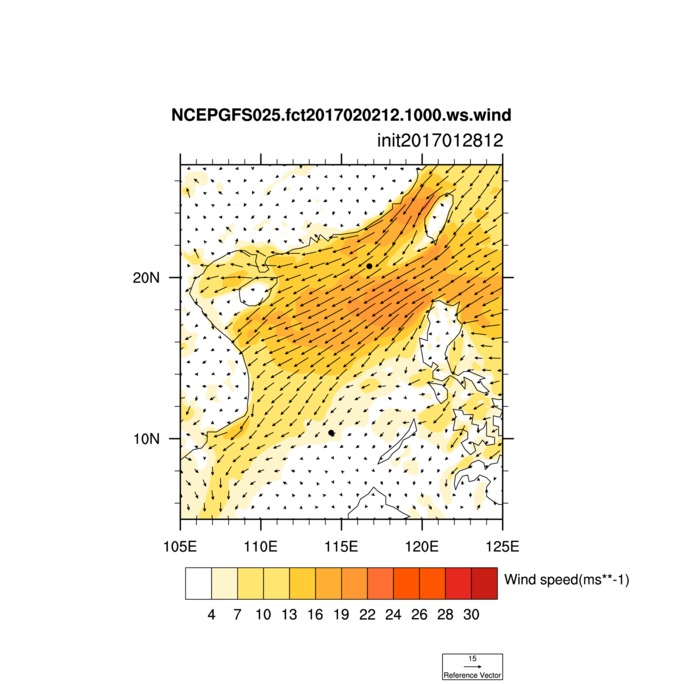 NCEPGFS025.fct2017020212.1000.ws.wind
init2017012812
20N
10N
105E 110E 115E 120E 125E
4 7 10 13 16 19 22 24 26 28 30
Wind speed(ms**-1)
15
Reference Vector